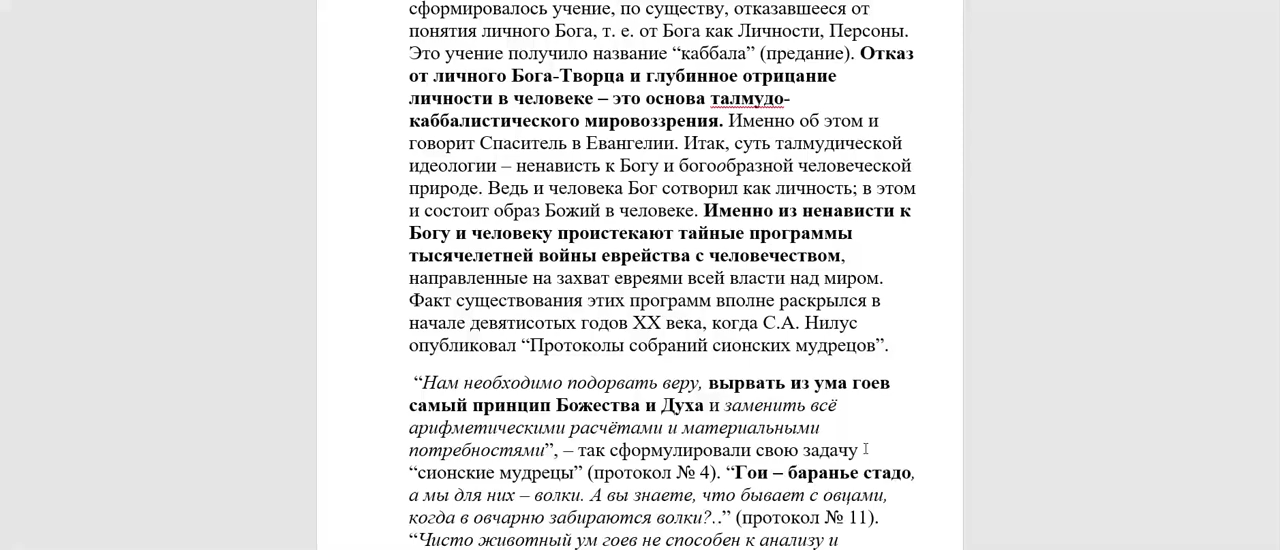 сформировалось учение, по существу, отказавшееся от
понятия личного Бога, т. е. от Бога как Личности, Персоны.
Это учение получило название “каббала” (предание). Отказ
от личного Бога-Творца и глубинное отрицание
личности в человеке – это основа талмудо-
каббалистического мировоззрения. Именно об этом и
говорит Спаситель в Евангелии. Итак, суть талмудической
идеологии – ненависть к Богу и богообразной человеческой
природе. Ведь и человека Бог сотворил как личность; в этом
и состоит образ Божий в человеке. Именно из ненависти к
Богу и человеку проистекают тайные программы
тысячелетней войны еврейства с человечеством,
направленные на захват евреями всей власти над миром.
Факт существования этих программ вполне раскрылся в
начале девятисотых годов XX века, когда С.А. Нилус
опубликовал “Протоколы собраний сионских мудрецов”.
“Нам необходимо подорвать веру, вырвать из ума гоев
самый принцип Божества и Духа и заменить всё
арифметическими расчётами и материальными
потребностями”, – так сформулировали свою задачу
“сионские мудрецы” (протокол № 4). “Гои – баранье стадо,
а мы для них – волки. А вы знаете, что бывает с овцами,
когда в овчарню забираются волки?..” (протокол № 11).
“Чисто животный ум гоев не способен к анализу и